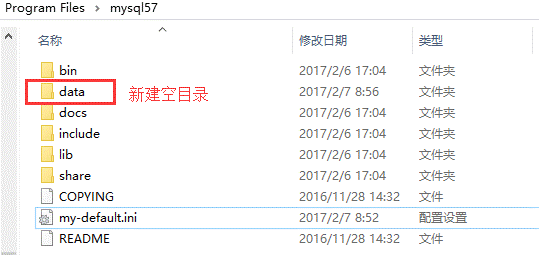 Program Files > mysql57
名称 修改日期 类型
bin 2017/2/6 17:04 文件夹
data 新建空目录 2017/2/7 8:56 文件夹
docs 2017/2/6 17:04 文件夹
include 2017/2/6 17:04 文件夹
lib 2017/2/6 17:04 文件夹
share 2017/2/6 17:04 文件夹
COPYING 2016/11/28 14:32 文件
my-default.ini 2017/2/7 8:52 配置设置
README 2016/11/28 14:32 文件